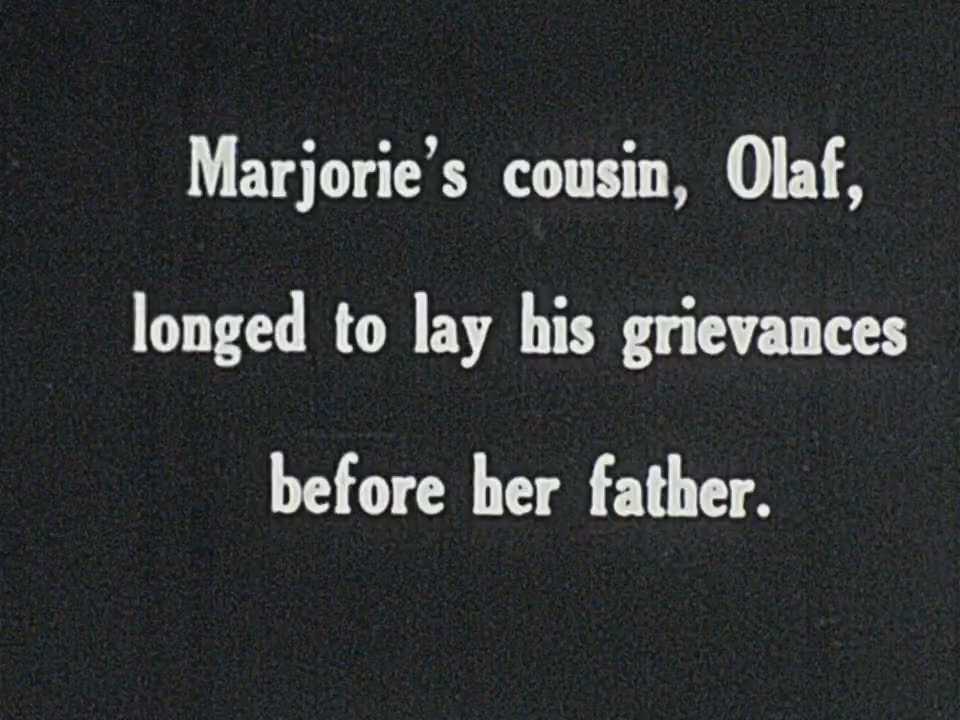 Marjorie's cousin, Olaf,
longed to lay his grievances
before her father.